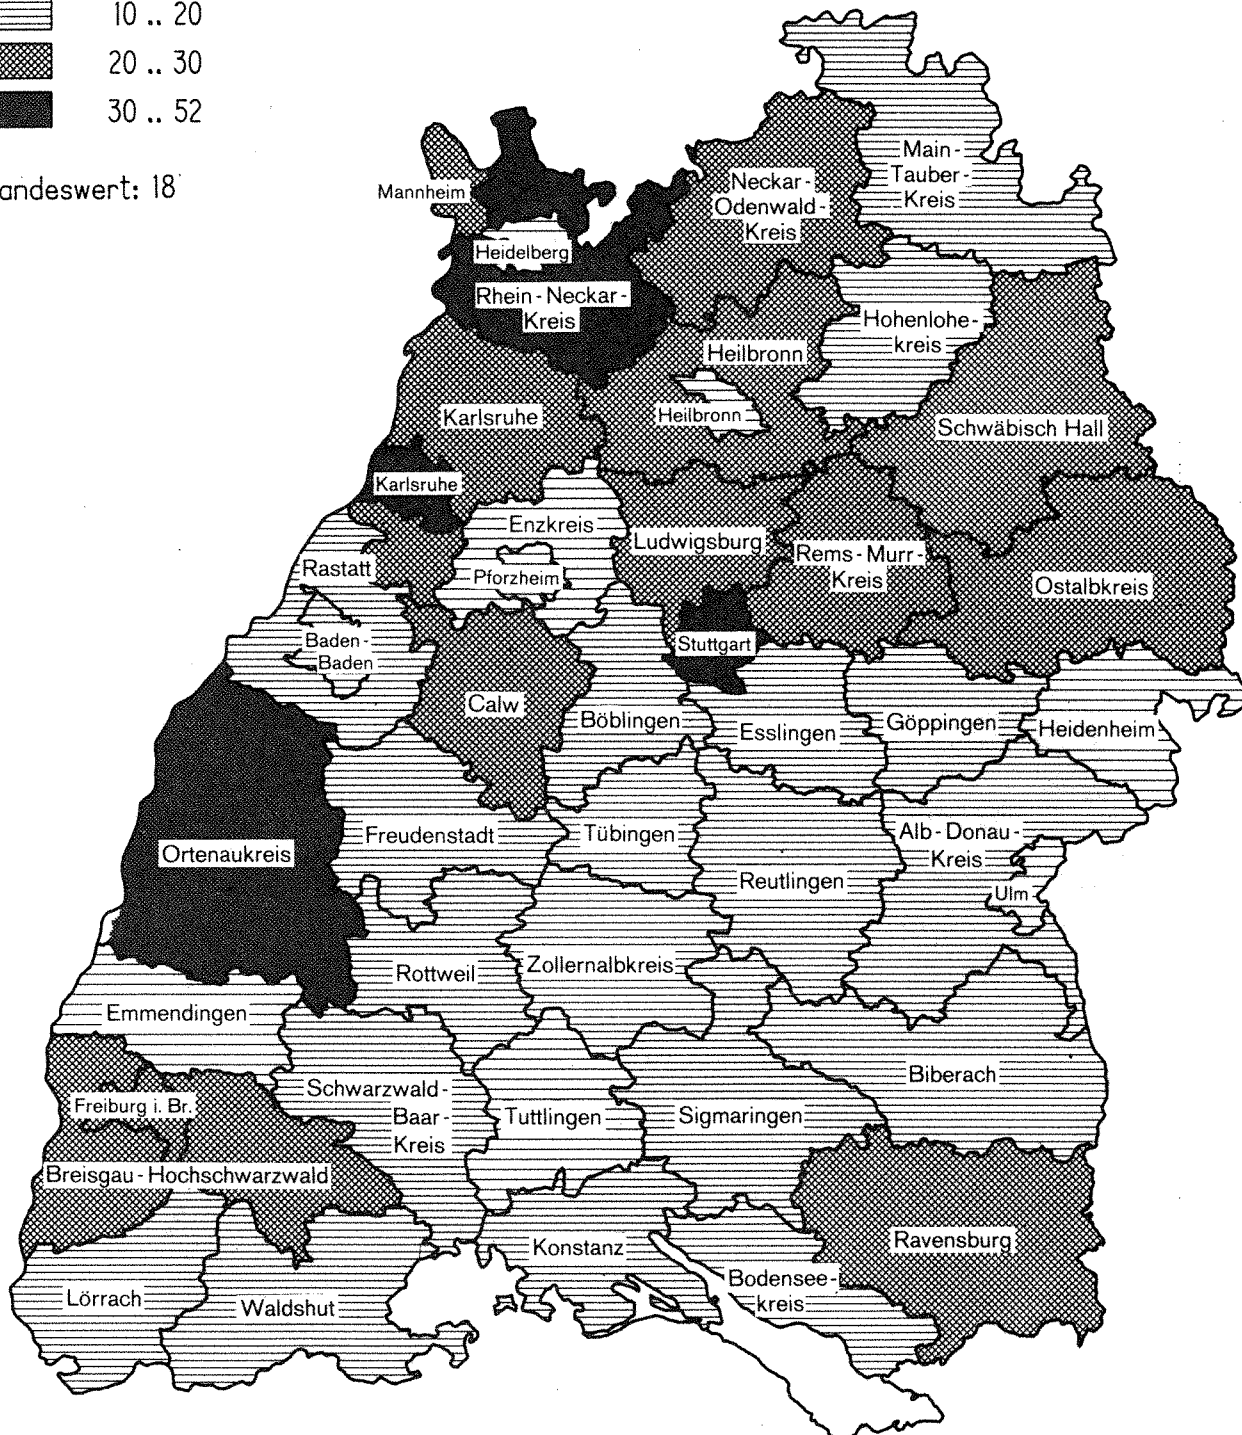 10 .. 20
20 .. 30
30 .. 52
andeswert: 18
Main-
Tauber-
Kreis
Neckar-
Odenwald-
Kreis
Mannheim
Heidelberg
Rhein-Neckar-
Kreis
Hohenlohe-
kreis
Heilbronn
Heilbronn
Karlsruhe
Schwäbisch Hall
Karlsruhe
Enzkreis
Ludwigsburg
Rems-Murr-
Kreis
Rastatt
Pforzheim
Ostalbkreis
Baden-
Baden
Stuttgart
Calw
Böblingen
Esslingen
Göppingen
Heidenheim
Freudenstadt
Tübingen
Alb-Donau-
Kreis
Ortenaukreis
Reutlingen
Ulm
Rottweil
Zollernalbkreis
Emmendingen
Schwarzwald-
Baar-
Kreis
Biberach
Freiburg i. Br.
Tuttlingen
Sigmaringen
Breisgau-Hochschwarzwald
Konstanz
Ravensburg
Bodensee-
kreis
Lörrach
Waldshut